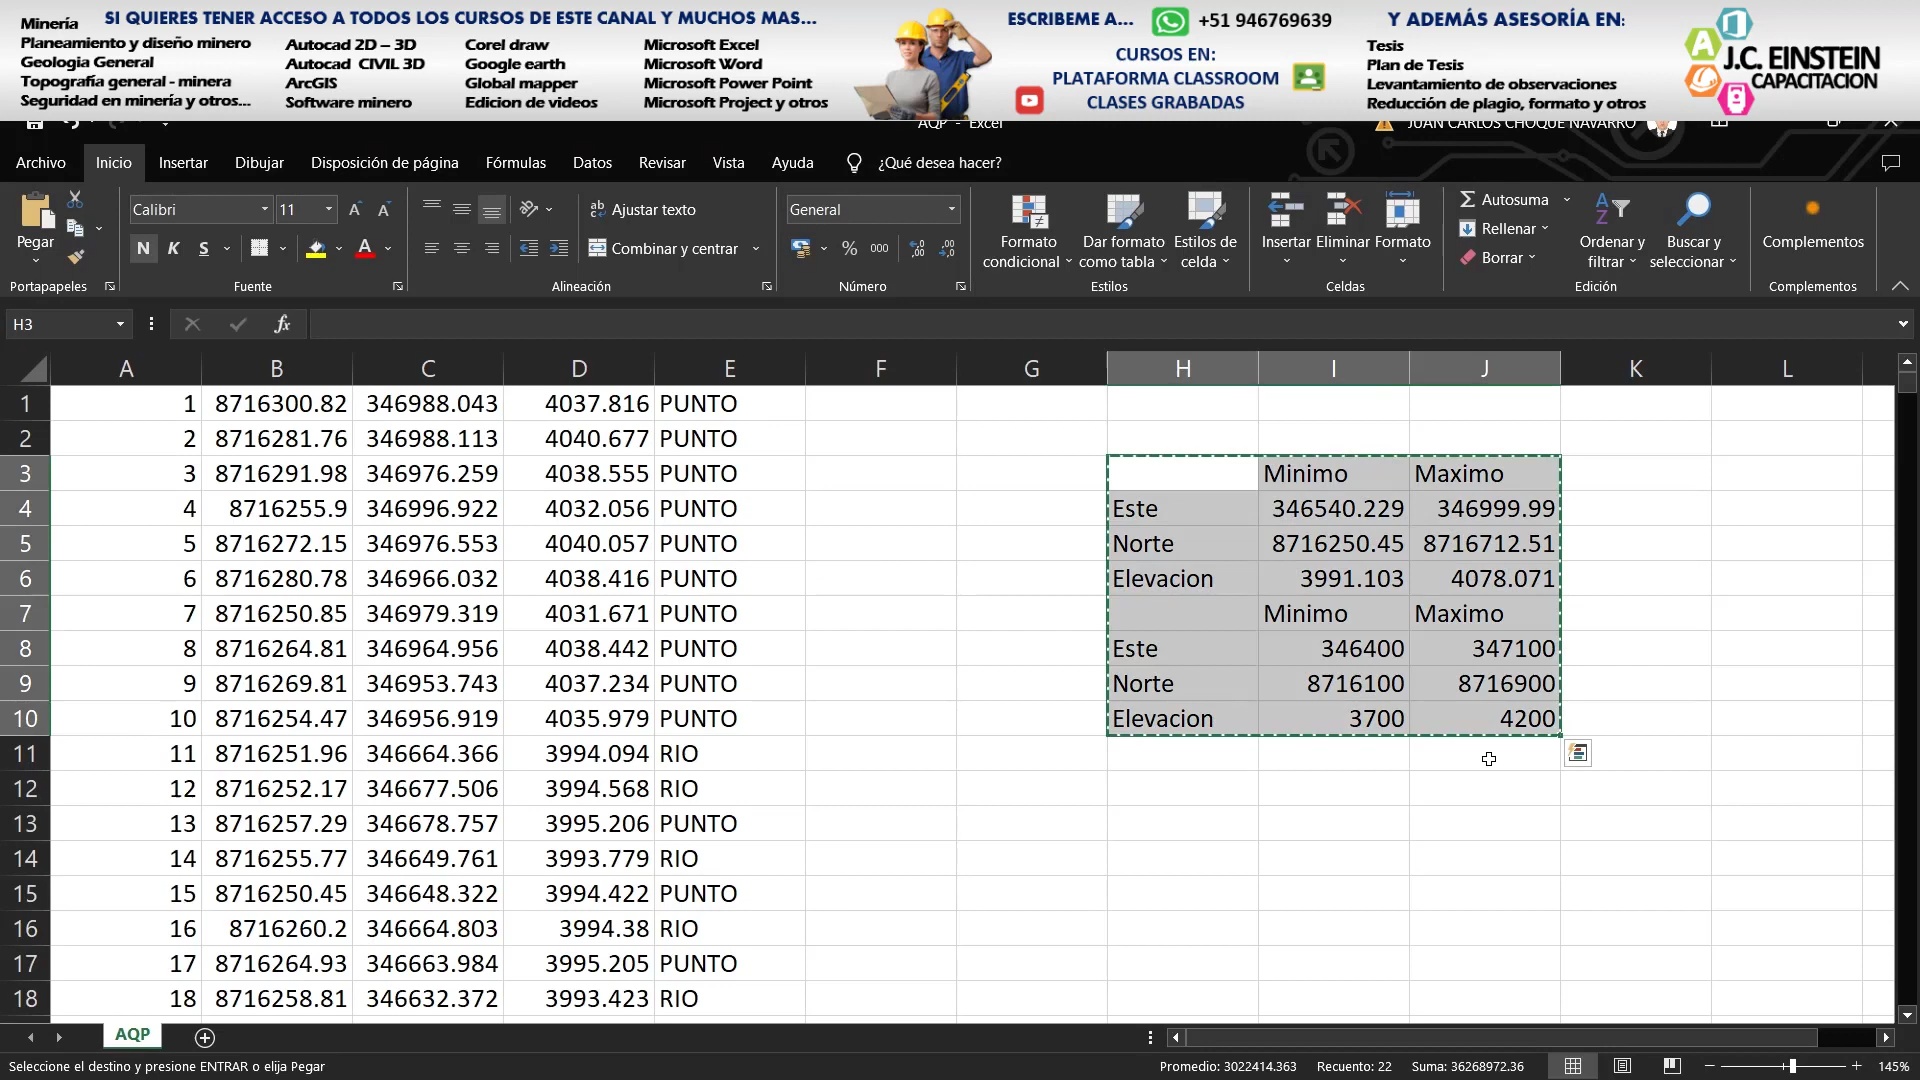 SI QUIERES TENER ACCESO A TODOS LOS CURSOS DE ESTE CANAL Y MUCHOS MAS...
Minería
Planeamiento y diseño minero
Geologia General
Topografía general - minera
Seguridad en minería y otros...
Autocad 2D – 3D
Autocad CIVIL 3D
ArcGIS
Software minero
Corel draw
Google earth
Global mapper
Edicion de videos
Microsoft Excel
Microsoft Word
Microsoft Power Point
Microsoft Project y otros
ESCRIBEME A... +51 946769639
CURSOS EN:
PLATAFORMA CLASSROOM
CLASES GRABADAS
Y ADEMÁS ASESORÍA EN:
Tesis
Plan de Tesis
Levantamiento de observaciones
Reducción de plagio, formato y otros
J.C. EINSTEIN
CAPACITACION
AQP - Excel
JUAN CARLOS CHOQUE NAVARRO
Archivo Inicio Insertar Dibujar Disposición de página Fórmulas Datos Revisar Vista Ayuda ¿Qué desea hacer?
Pegar
Portapapeles
Calibri 11
N K S
Fuente
Ajustar texto
Combinar y centrar
Alineación
General
% 000
Número
Formato condicional
Dar formato como tabla
Estilos de celda
Estilos
Insertar Eliminar Formato
Celdas
Autosuma
Rellenar
Borrar
Ordenar y filtrar
Buscar y seleccionar
Edición
Complementos
Complementos
H3 fx
A B C D E F G H I J K L
1 1 8716300.82 346988.043 4037.816 PUNTO
2 2 8716281.76 346988.113 4040.677 PUNTO
3 3 8716291.98 346976.259 4038.555 PUNTO Minimo Maximo
4 4 8716255.9 346996.922 4032.056 PUNTO Este 346540.229 346999.99
5 5 8716272.15 346976.553 4040.057 PUNTO Norte 8716250.45 8716712.51
6 6 8716280.78 346966.032 4038.416 PUNTO Elevacion 3991.103 4078.071
7 7 8716250.85 346979.319 4031.671 PUNTO Minimo Maximo
8 8 8716264.81 346964.956 4038.442 PUNTO Este 346400 347100
9 9 8716269.81 346953.743 4037.234 PUNTO Norte 8716100 8716900
10 10 8716254.47 346956.919 4035.979 PUNTO Elevacion 3700 4200
11 11 8716251.96 346664.366 3994.094 RIO
12 12 8716252.17 346677.506 3994.568 RIO
13 13 8716257.29 346678.757 3995.206 PUNTO
14 14 8716255.77 346649.761 3993.779 RIO
15 15 8716250.45 346648.322 3994.422 PUNTO
16 16 8716260.2 346664.803 3994.38 RIO
17 17 8716264.93 346663.984 3995.205 PUNTO
18 18 8716258.81 346632.372 3993.423 RIO
AQP
Seleccione el destino y presione ENTRAR o elija Pegar Promedio: 3022414.363 Recuento: 22 Suma: 36268972.36 145%